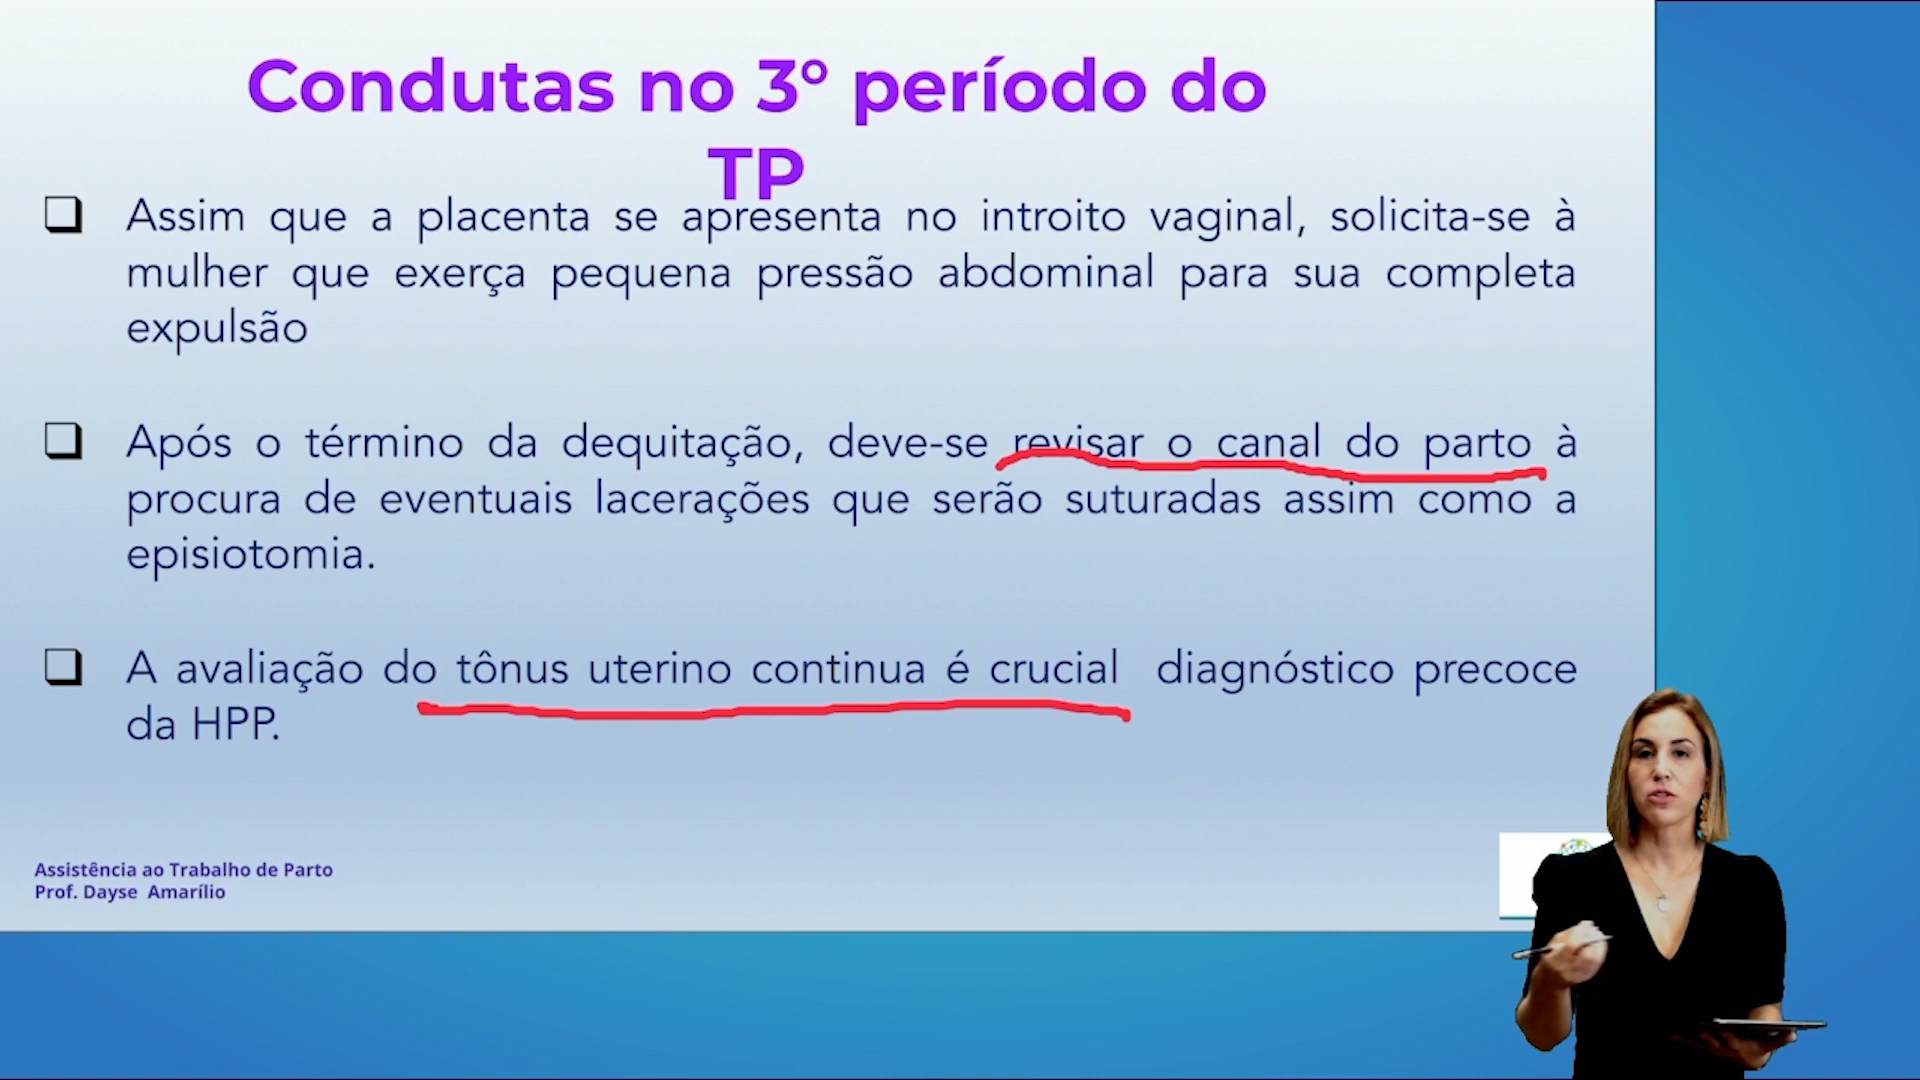 Condutas no 3º período do
TP
❑ Assim que a placenta se apresenta no introito vaginal, solicita-se à
mulher que exerça pequena pressão abdominal para sua completa
expulsão
❑ Após o término da dequitação, deve-se revisar o canal do parto à
procura de eventuais lacerações que serão suturadas assim como a
episiotomia.
❑ A avaliação do tônus uterino continua é crucial diagnóstico precoce
da HPP.
Assistência ao Trabalho de Parto
Prof. Dayse Amarílio